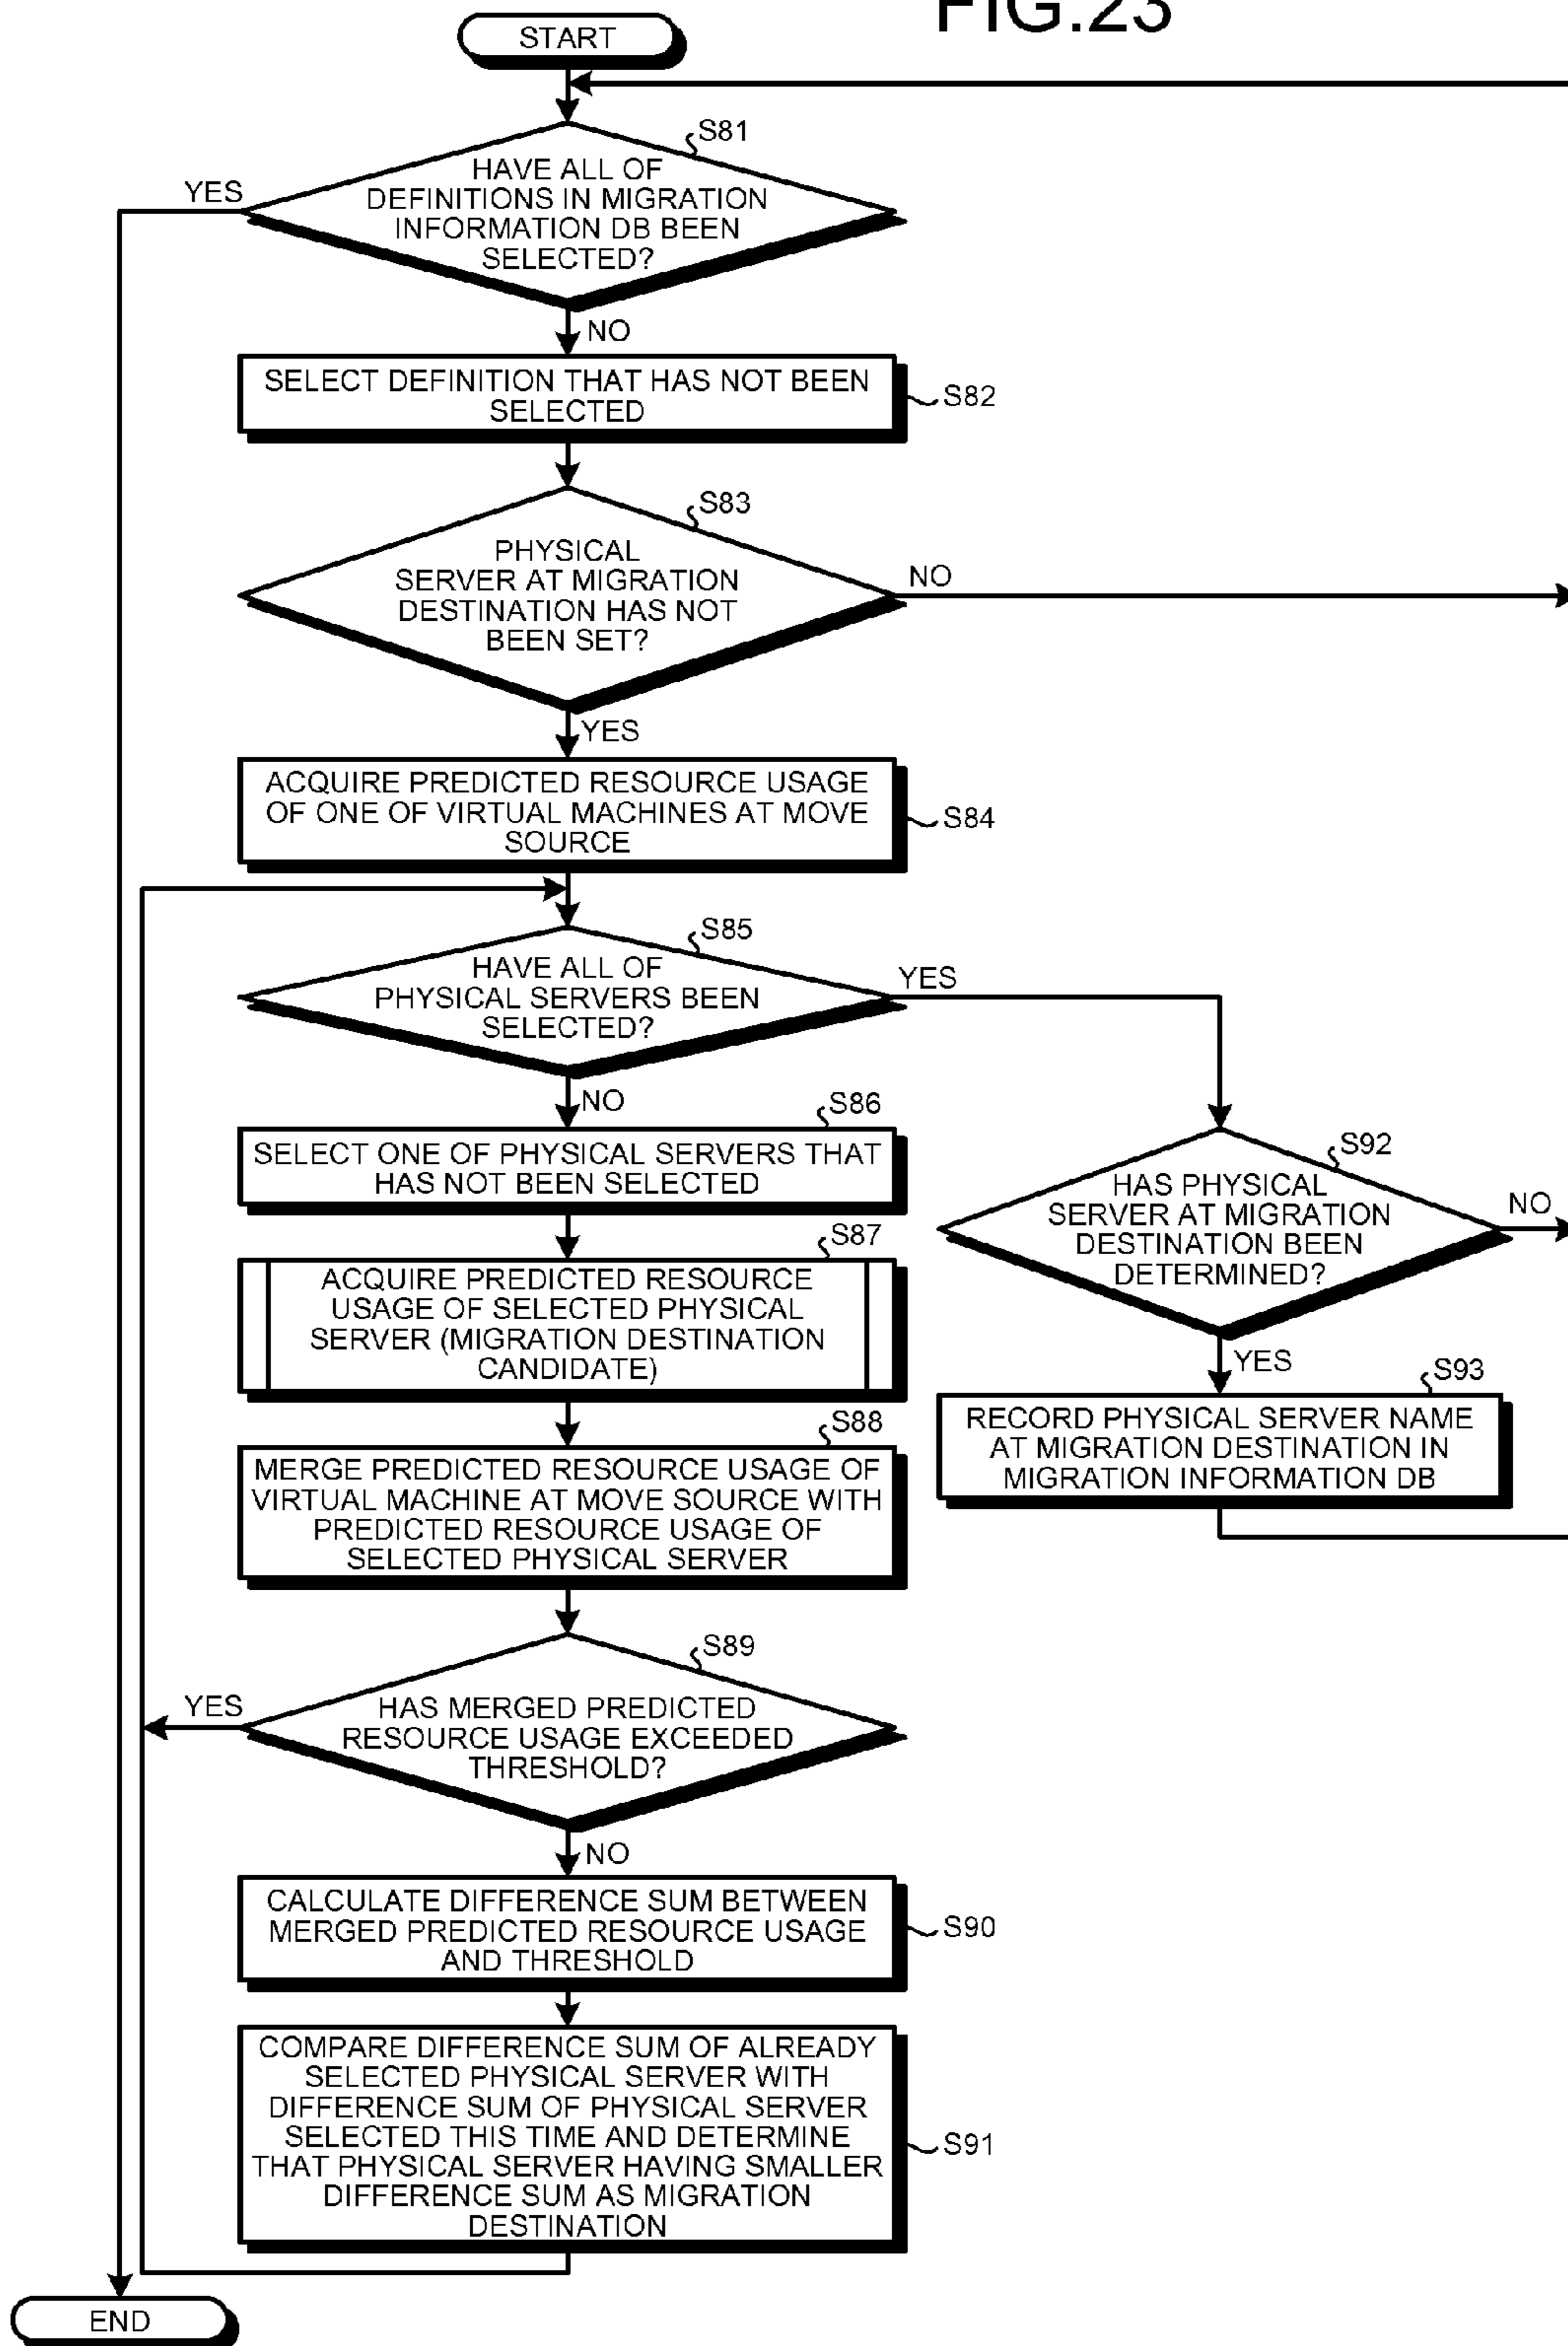 FIG.23
START
S81
HAVE ALL OF
DEFINITIONS IN MIGRATION
INFORMATION DB BEEN
SELECTED?
YES
NO
SELECT DEFINITION THAT HAS NOT BEEN
SELECTED
S82
S83
PHYSICAL
SERVER AT MIGRATION
DESTINATION HAS NOT
BEEN SET?
NO
YES
ACQUIRE PREDICTED RESOURCE USAGE
OF ONE OF VIRTUAL MACHINES AT MOVE
SOURCE
S84
S85
HAVE ALL OF
PHYSICAL SERVERS BEEN
SELECTED?
YES
NO
S86
SELECT ONE OF PHYSICAL SERVERS THAT
HAS NOT BEEN SELECTED
S87
ACQUIRE PREDICTED RESOURCE
USAGE OF SELECTED PHYSICAL
SERVER (MIGRATION DESTINATION
CANDIDATE)
S88
MERGE PREDICTED RESOURCE USAGE OF
VIRTUAL MACHINE AT MOVE SOURCE WITH
PREDICTED RESOURCE USAGE OF
SELECTED PHYSICAL SERVER
S89
HAS MERGED PREDICTED
RESOURCE USAGE EXCEEDED
THRESHOLD?
YES
NO
CALCULATE DIFFERENCE SUM BETWEEN
MERGED PREDICTED RESOURCE USAGE
AND THRESHOLD
S90
COMPARE DIFFERENCE SUM OF ALREADY
SELECTED PHYSICAL SERVER WITH
DIFFERENCE SUM OF PHYSICAL SERVER
SELECTED THIS TIME AND DETERMINE
THAT PHYSICAL SERVER HAVING SMALLER
DIFFERENCE SUM AS MIGRATION
DESTINATION
S91
S92
HAS PHYSICAL
SERVER AT MIGRATION
DESTINATION BEEN
DETERMINED?
NO
YES
S93
RECORD PHYSICAL SERVER NAME
AT MIGRATION DESTINATION IN
MIGRATION INFORMATION DB
END